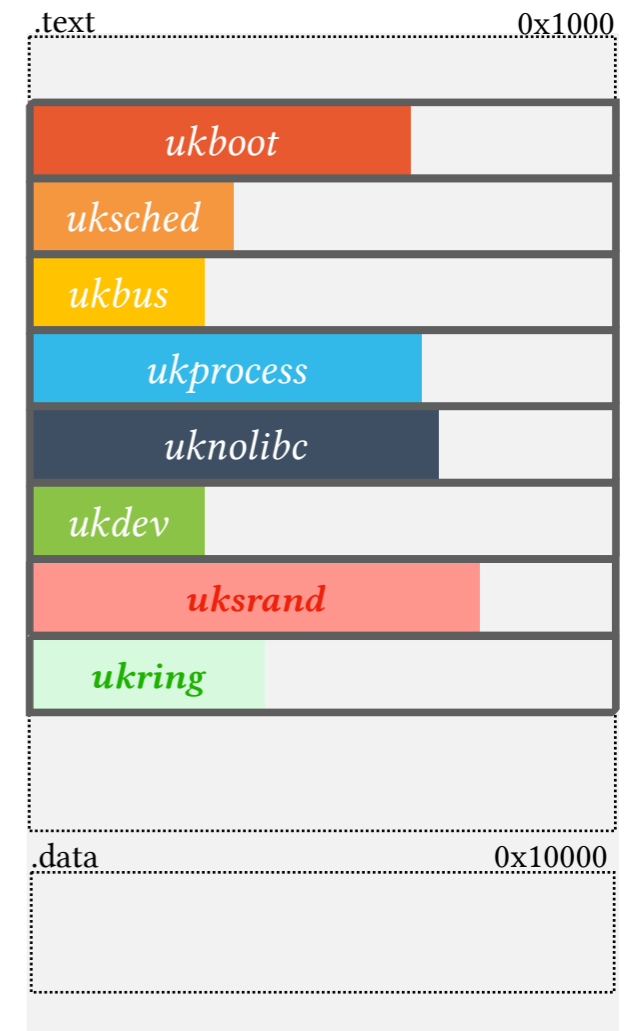 .text 0x1000
ukboot
uksched
ukbus
ukprocess
uknolibc
ukdev
uksrand
ukring
.data 0x10000